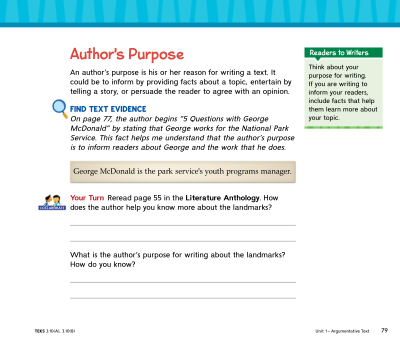 Author's Purpose
An author's purpose is his or her reason for writing a text. It
could be to inform by providing facts about a topic, entertain by
telling a story, or persuade the reader to agree with an opinion.
FIND TEXT EVIDENCE
On page 77, the author begins "5 Questions with George
McDonald" by stating that George works for the National Park
Service. This fact helps me understand that the author's purpose
is to inform readers about George and the work that he does.
George McDonald is the park service's youth programs manager.
Your Turn Reread page 55 in the Literature Anthology. How
does the author help you know more about the landmarks?
What is the author's purpose for writing about the landmarks?
How do you know?
Readers to Writers
Think about your
purpose for writing.
If you are writing to
inform your readers,
include facts that help
them learn more about
your topic.
Unit 1 – Argumentative Text 79